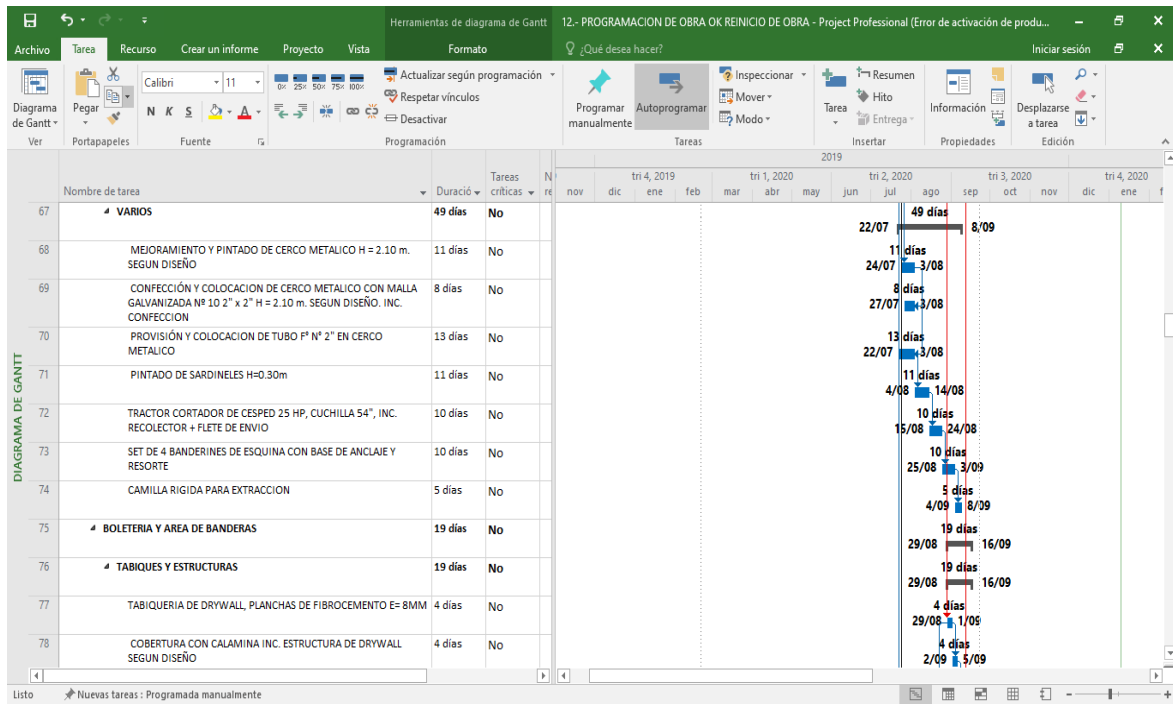 Herramientas de diagrama de Gantt
12.- PROGRAMACION DE OBRA OK REINICIO DE OBRA - Project Professional (Error de activación de produ...
Archivo Tarea Recurso Crear un informe Proyecto Vista Formato ¿Qué desea hacer? Iniciar sesión
Diagrama de Gantt
Ver
Pegar
Portapapeles
Calibri 11
N K S
Fuente
0× 25× 50× 75× 100×
Actualizar según programación
Respetar vínculos
Desactivar
Programación
Programar manualmente
Autoprogramar
Inspeccionar
Mover
Modo
Tareas
Tarea
Resumen
Hito
Entrega
Insertar
Información
Propiedades
Desplazarse a tarea
Edición
2019
tri 4, 2019 tri 1, 2020 tri 2, 2020 tri 3, 2020 tri 4, 2020
Nombre de tarea Duració Tareas críticas N re
nov dic ene feb mar abr may jun jul ago sep oct nov dic ene f
DIAGRAMA DE GANTT
67 VARIOS 49 días No
49 días
22/07 8/09
68 MEJORAMIENTO Y PINTADO DE CERCO METALICO H = 2.10 m. 11 días No
SEGUN DISEÑO
11 días
24/07 3/08
69 CONFECCIÓN Y COLOCACION DE CERCO METALICO CON MALLA 8 días No
GALVANIZADA Nº 10 2" x 2" H = 2.10 m. SEGUN DISEÑO. INC.
CONFECCION
8 días
27/07 3/08
70 PROVISIÓN Y COLOCACION DE TUBO Fº Nº 2" EN CERCO 13 días No
METALICO
13 días
22/07 3/08
71 PINTADO DE SARDINELES H=0.30m 11 días No
11 días
4/08 14/08
72 TRACTOR CORTADOR DE CESPED 25 HP, CUCHILLA 54", INC. 10 días No
RECOLECTOR + FLETE DE ENVIO
10 días
15/08 24/08
73 SET DE 4 BANDERINES DE ESQUINA CON BASE DE ANCLAJE Y 10 días No
RESORTE
10 días
25/08 3/09
74 CAMILLA RIGIDA PARA EXTRACCION 5 días No
5 días
4/09 8/09
75 BOLETERIA Y AREA DE BANDERAS 19 días No
19 días
29/08 16/09
76 TABIQUES Y ESTRUCTURAS 19 días No
19 días
29/08 16/09
77 TABIQUERIA DE DRYWALL, PLANCHAS DE FIBROCEMENTO E= 8MM 4 días No
4 días
29/08 1/09
78 COBERTURA CON CALAMINA INC. ESTRUCTURA DE DRYWALL 4 días No
SEGUN DISEÑO
4 días
2/09 5/09
Listo Nuevas tareas : Programada manualmente